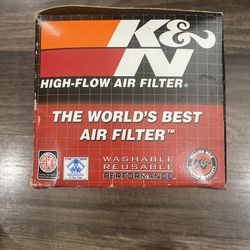 K&N®
HIGH-FLOW AIR FILTER®
THE WORLD'S BEST
AIR FILTER™
WASHABLE
REUSABLE
PERFORMANCE
K&N